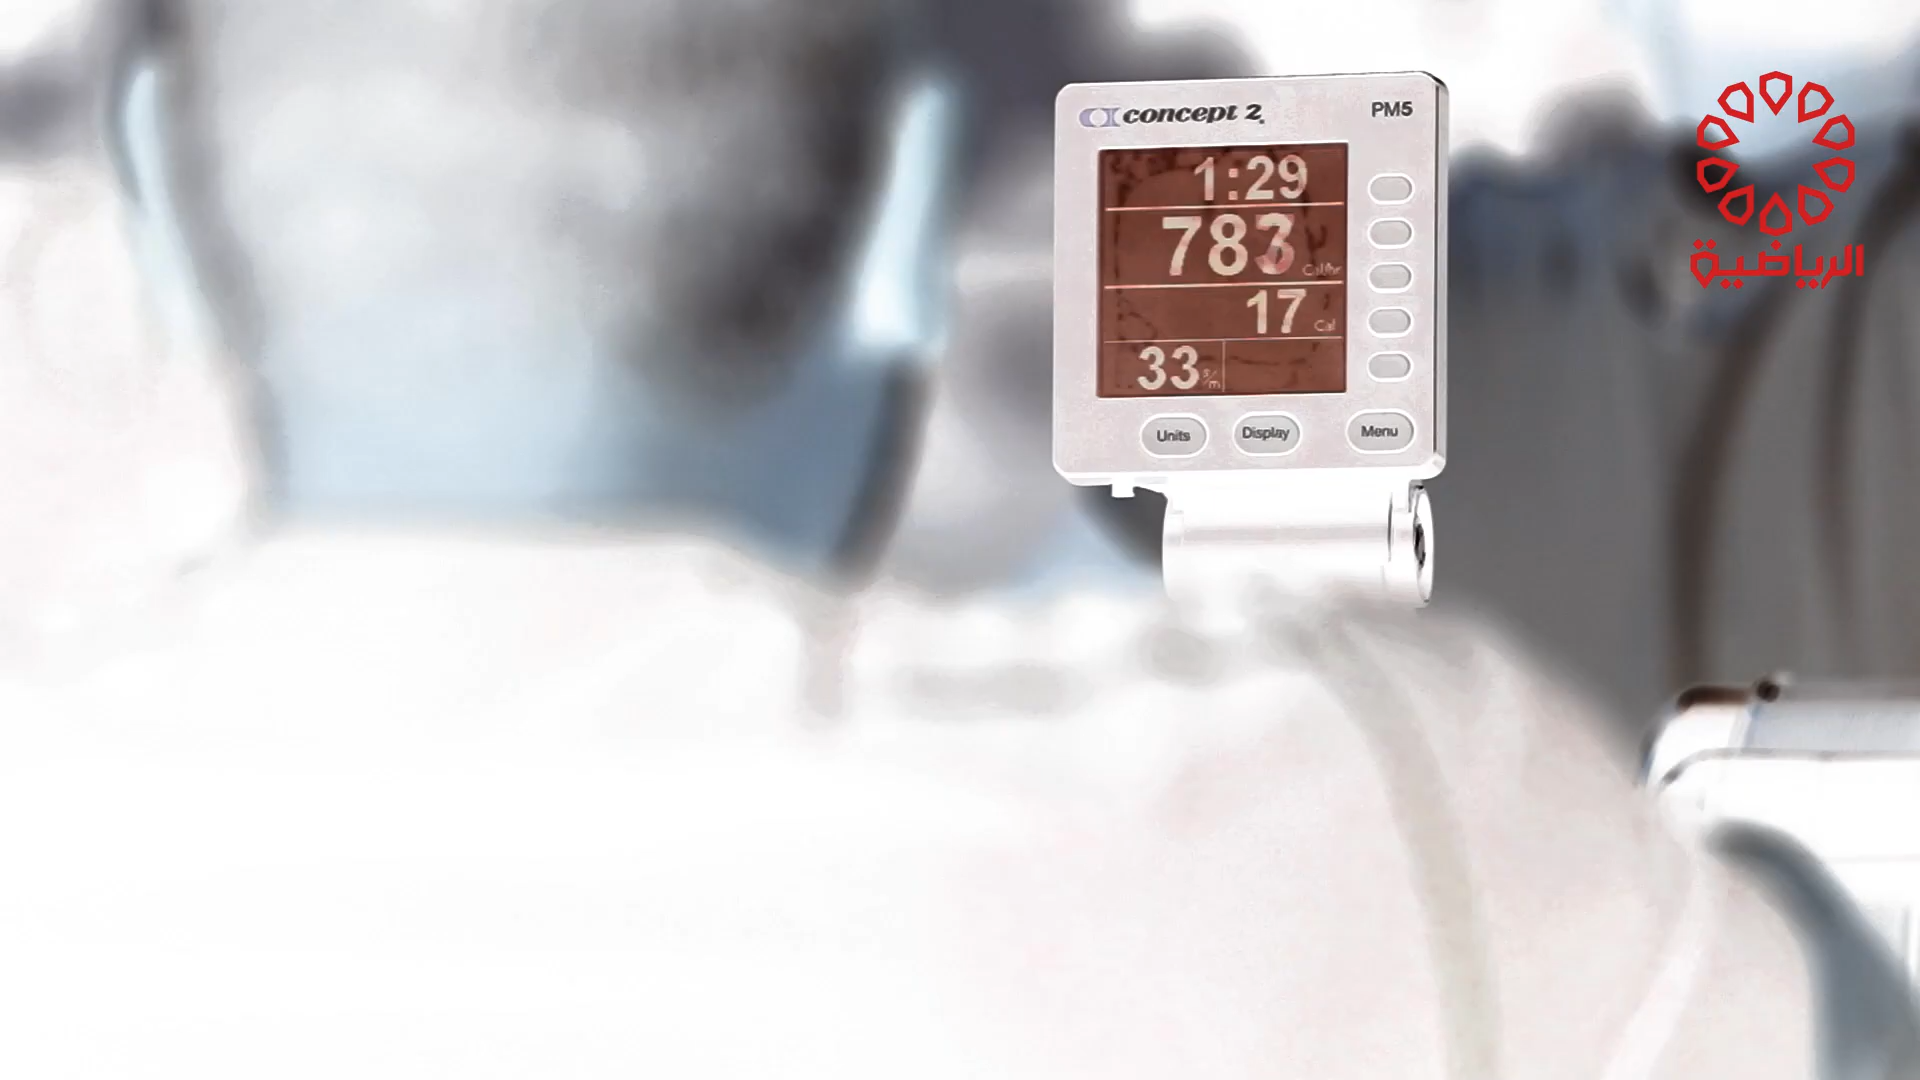 concept 2.
PM5
1:29
783 Cal/hr
17 Cal
33 s/m
Units
Display
Menu
الرياضية